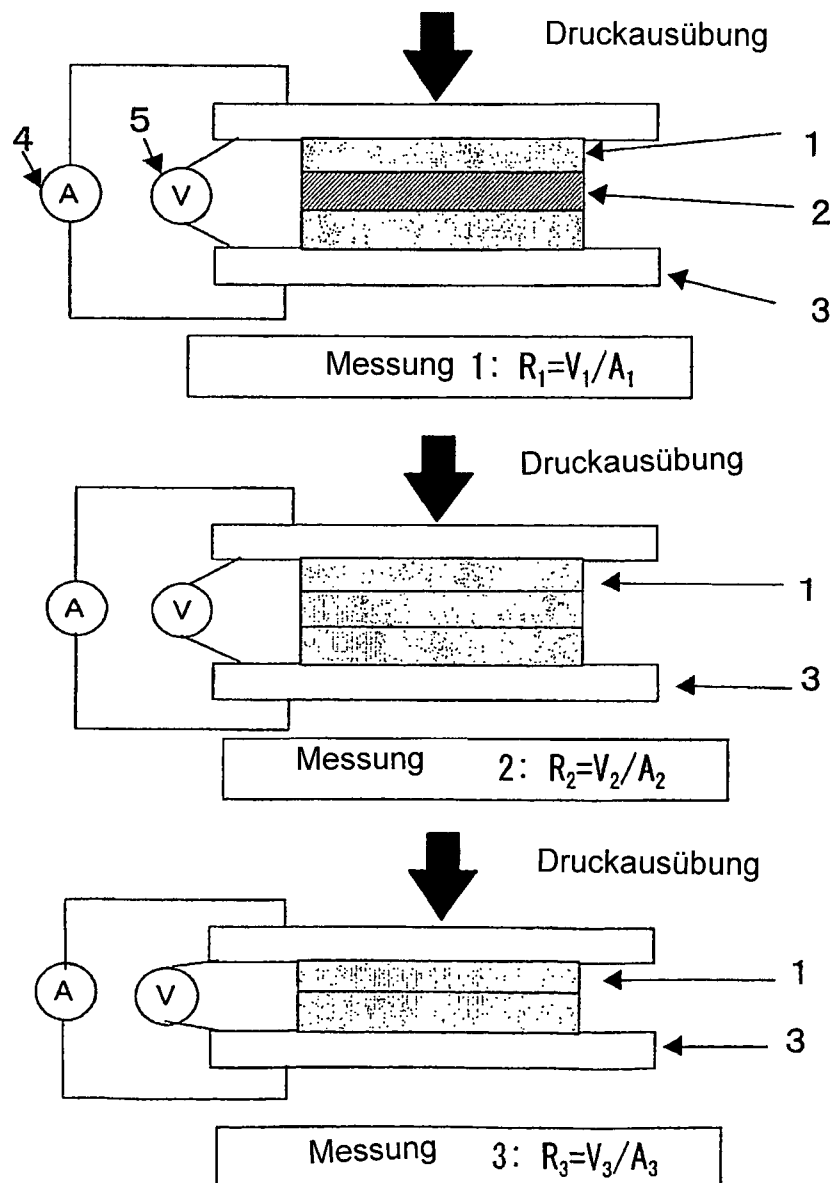 Druckausübung
4
5
A
V
1
2
3
Messung 1: R₁=V₁/A₁
Druckausübung
A
V
1
3
Messung 2: R₂=V₂/A₂
Druckausübung
A
V
1
3
Messung 3: R₃=V₃/A₃